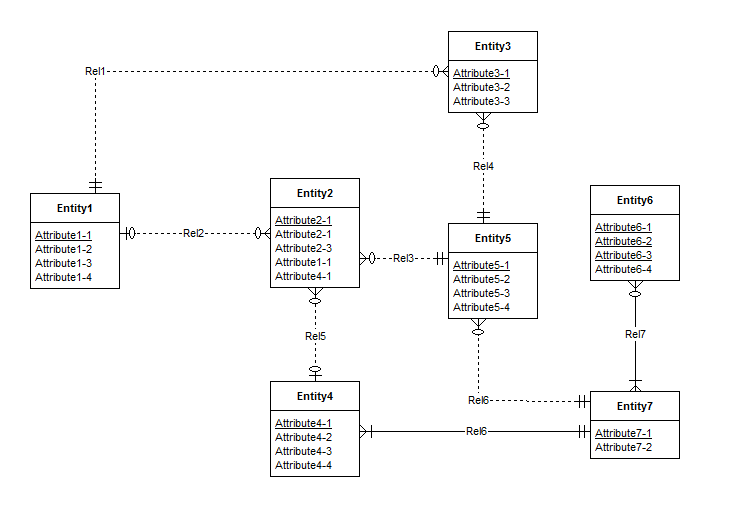 Entity3
Attribute3-1
Attribute3-2
Attribute3-3
Rel1
Rel4
Entity1
Attribute1-1
Attribute1-2
Attribute1-3
Attribute1-4
Rel2
Entity2
Attribute2-1
Attribute2-1
Attribute2-3
Attribute1-1
Attribute4-1
Rel3
Entity5
Attribute5-1
Attribute5-2
Attribute5-3
Attribute5-4
Entity6
Attribute6-1
Attribute6-2
Attribute6-3
Attribute6-4
Rel5
Rel7
Entity4
Attribute4-1
Attribute4-2
Attribute4-3
Attribute4-4
Rel6
Rel6
Entity7
Attribute7-1
Attribute7-2